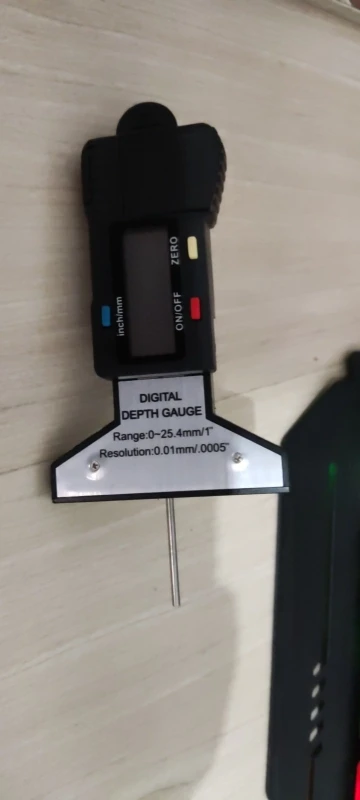 ZERO
ON/OFF
inch/mm
DIGITAL
DEPTH GAUGE
Range:0~25.4mm/1"
Resolution:0.01mm/.0005"